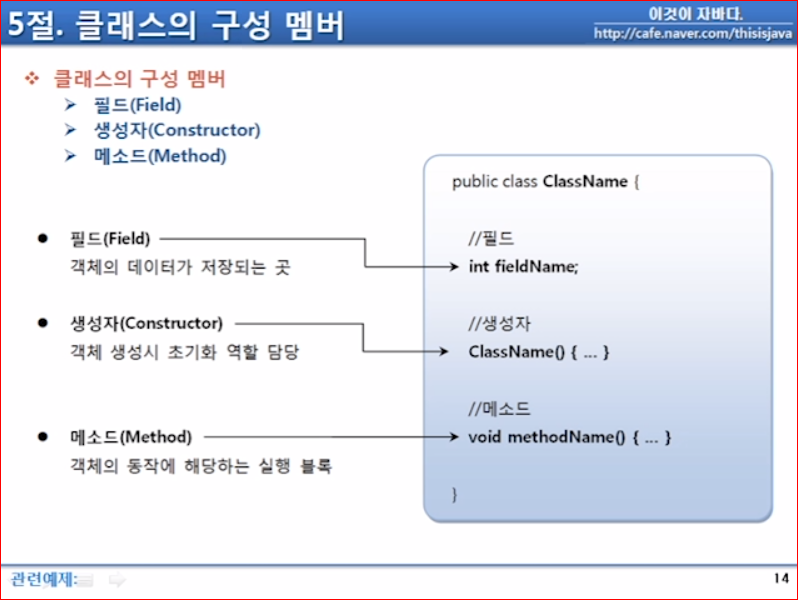 5절. 클래스의 구성 멤버
이것이 자바다.
http://cafe.naver.com/thisisjava
클래스의 구성 멤버
필드(Field)
생성자(Constructor)
메소드(Method)
필드(Field)
객체의 데이터가 저장되는 곳
생성자(Constructor)
객체 생성시 초기화 역할 담당
메소드(Method)
객체의 동작에 해당하는 실행 블록
public class ClassName {
//필드
int fieldName;
//생성자
ClassName() { ... }
//메소드
void methodName() { ... }
}
관련예제:
14